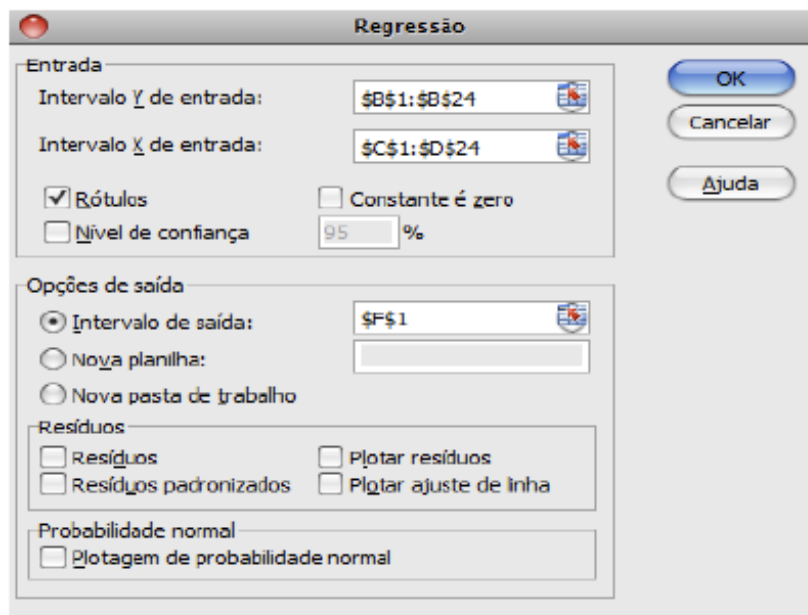 Regressão
Entrada
Intervalo Y de entrada: $B$1:$B$24
Intervalo X de entrada: $C$1:$D$24
Rótulos Constante é zero
Nível de confiança 95 %
OK
Cancelar
Ajuda
Opções de saída
Intervalo de saída: $F$1
Nova planilha:
Nova pasta de trabalho
Resíduos
Resíduos Plotar resíduos
Resíduos padronizados Plotar ajuste de linha
Probabilidade normal
Plotagem de probabilidade normal